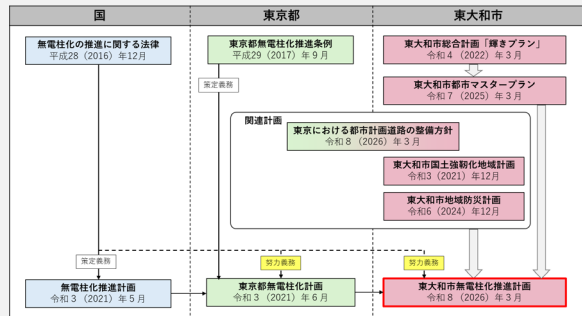 国
東京都
東大和市
無電柱化の推進に関する法律
平成28（2016）年12月
東京都無電柱化推進条例
平成29（2017）年９月
東大和市総合計画「輝きプラン」
令和４（2022）年３月
東大和市都市マスタープラン
令和７（2025）年３月
策定義務
関連計画
東京における都市計画道路の整備方針
令和８（2026）年３月
東大和市国土強靱化地域計画
令和3（2021）年12月
東大和市地域防災計画
令和6（2024）年12月
策定義務
努力義務
努力義務
無電柱化推進計画
令和３（2021）年５月
東京都無電柱化計画
令和３（2021）年６月
東大和市無電柱化推進計画
令和８（2026）年３月